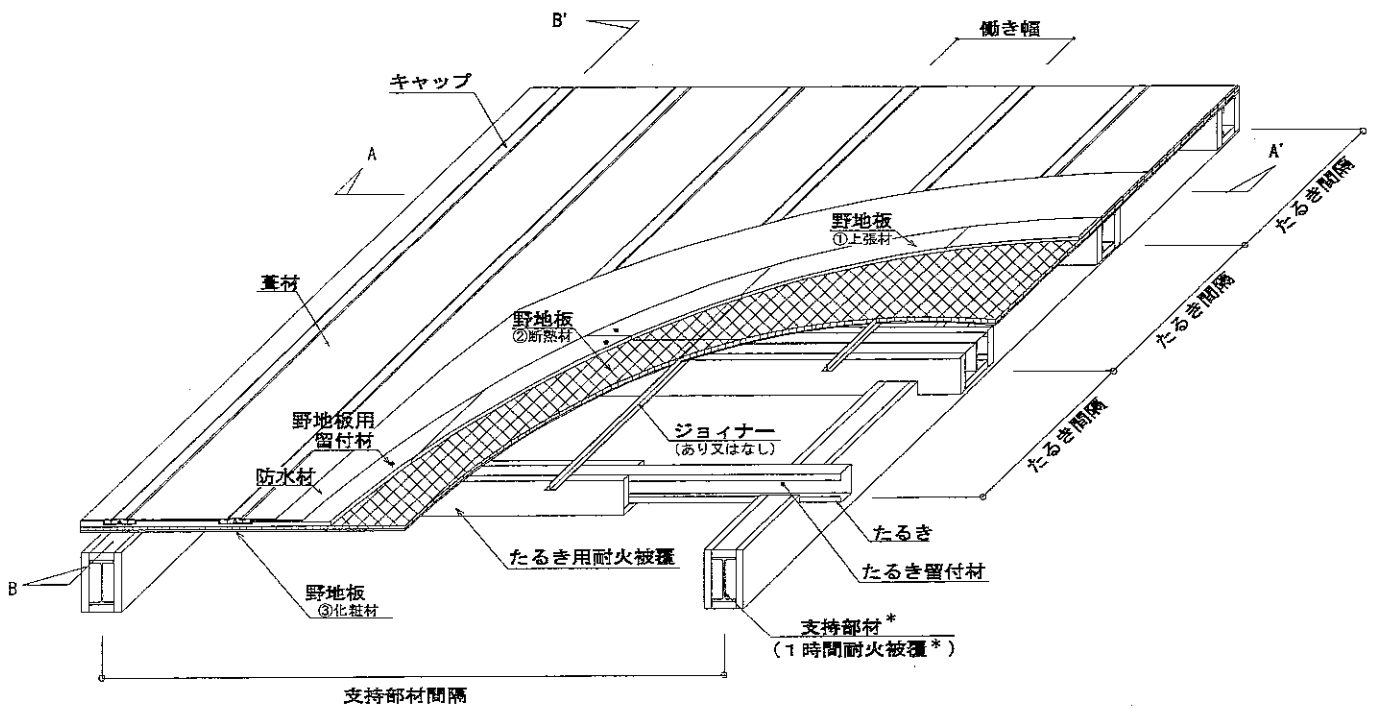 B'
働き幅
キャップ
A
A'
野地板
①上張材
たるき間隔
葺材
野地板
②断熱材
たるき間隔
野地板用
留付材
ジョイナー
(あり又はなし)
たるき間隔
防水材
たるき用耐火被覆
たるき
たるき留付材
B
野地板
③化粧材
支持部材*
(1時間耐火被覆*)
支持部材間隔